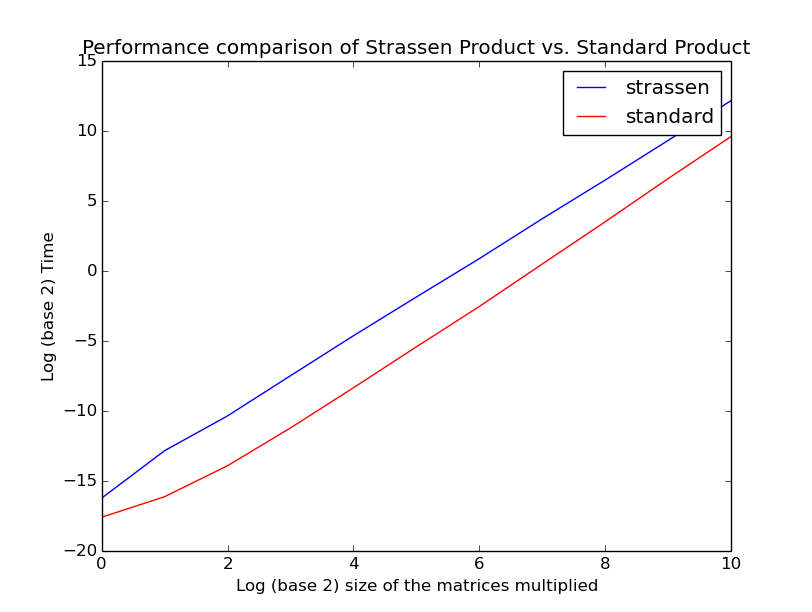 Performance comparison of Strassen Product vs. Standard Product
15
10
5
0
−5
−10
−15
−20
Log (base 2) Time
strassen
standard
0 2 4 6 8 10
Log (base 2) size of the matrices multiplied